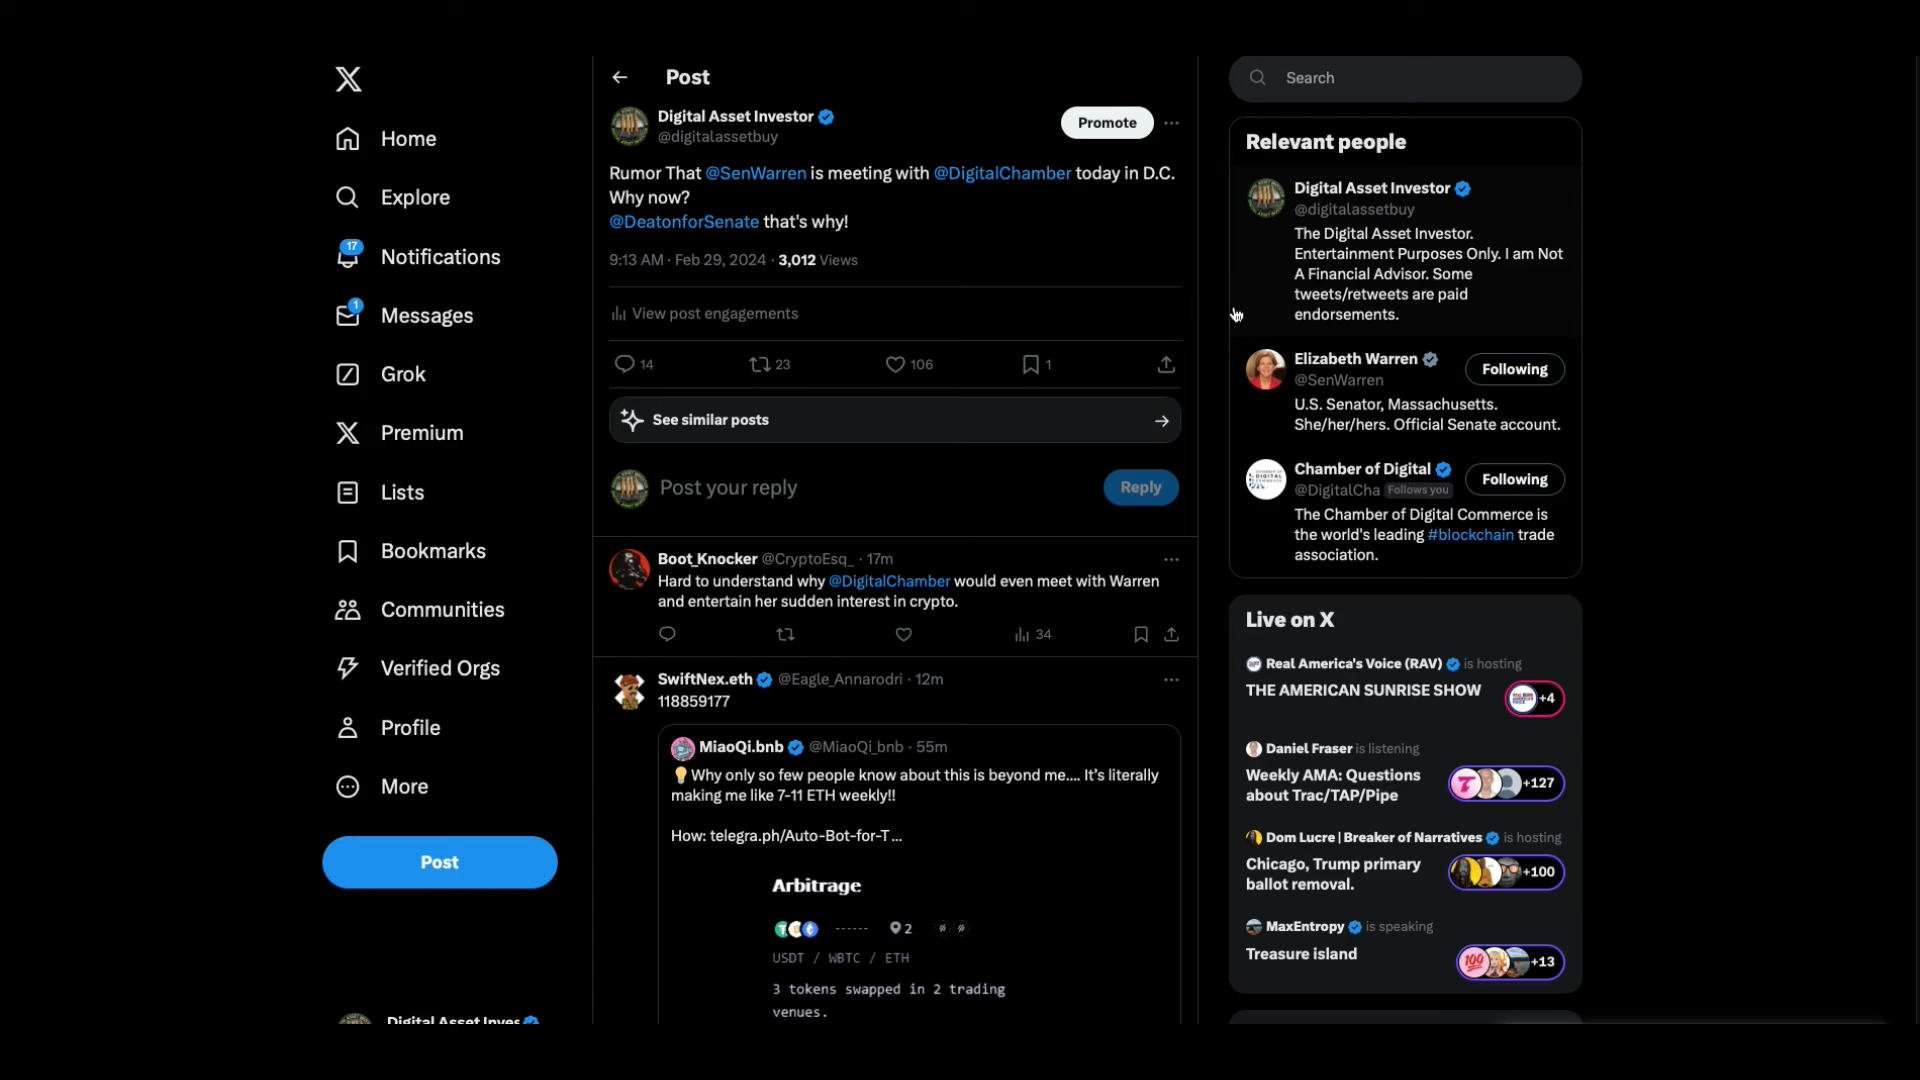 Home
Explore
17
Notifications
1
Messages
Grok
Premium
Lists
Bookmarks
Communities
Verified Orgs
Profile
More
Post
Digital Asset Inves
Post
Digital Asset Investor
@digitalassetbuy
Promote
Rumor That @SenWarren is meeting with @DigitalChamber today in D.C.
Why now?
@DeatonforSenate that's why!
9:13 AM · Feb 29, 2024 · 3,012 Views
View post engagements
14 23 106 1
See similar posts
Post your reply
Reply
Boot_Knocker @CryptoEsq_ · 17m
Hard to understand why @DigitalChamber would even meet with Warren
and entertain her sudden interest in crypto.
34
SwiftNex.eth @Eagle_Annarodri · 12m
118859177
MiaoQi.bnb @MiaoQi_bnb · 55m
💡Why only so few people know about this is beyond me.... It’s literally
making me like 7-11 ETH weekly!!
How: telegra.ph/Auto-Bot-for-T...
Arbitrage
------ 2
USDT / WBTC / ETH
3 tokens swapped in 2 trading
venues.
Search
Relevant people
Digital Asset Investor
@digitalassetbuy
The Digital Asset Investor.
Entertainment Purposes Only. I am Not
A Financial Advisor. Some
tweets/retweets are paid
endorsements.
Elizabeth Warren
@SenWarren
Following
U.S. Senator, Massachusetts.
She/her/hers. Official Senate account.
Chamber of Digital
@DigitalCha Follows you
Following
The Chamber of Digital Commerce is
the world's leading #blockchain trade
association.
Live on X
Real America's Voice (RAV) is hosting
THE AMERICAN SUNRISE SHOW
+4
Daniel Fraser is listening
Weekly AMA: Questions
about Trac/TAP/Pipe
+127
Dom Lucre | Breaker of Narratives is hosting
Chicago, Trump primary
ballot removal.
+100
MaxEntropy is speaking
Treasure island
100 +13